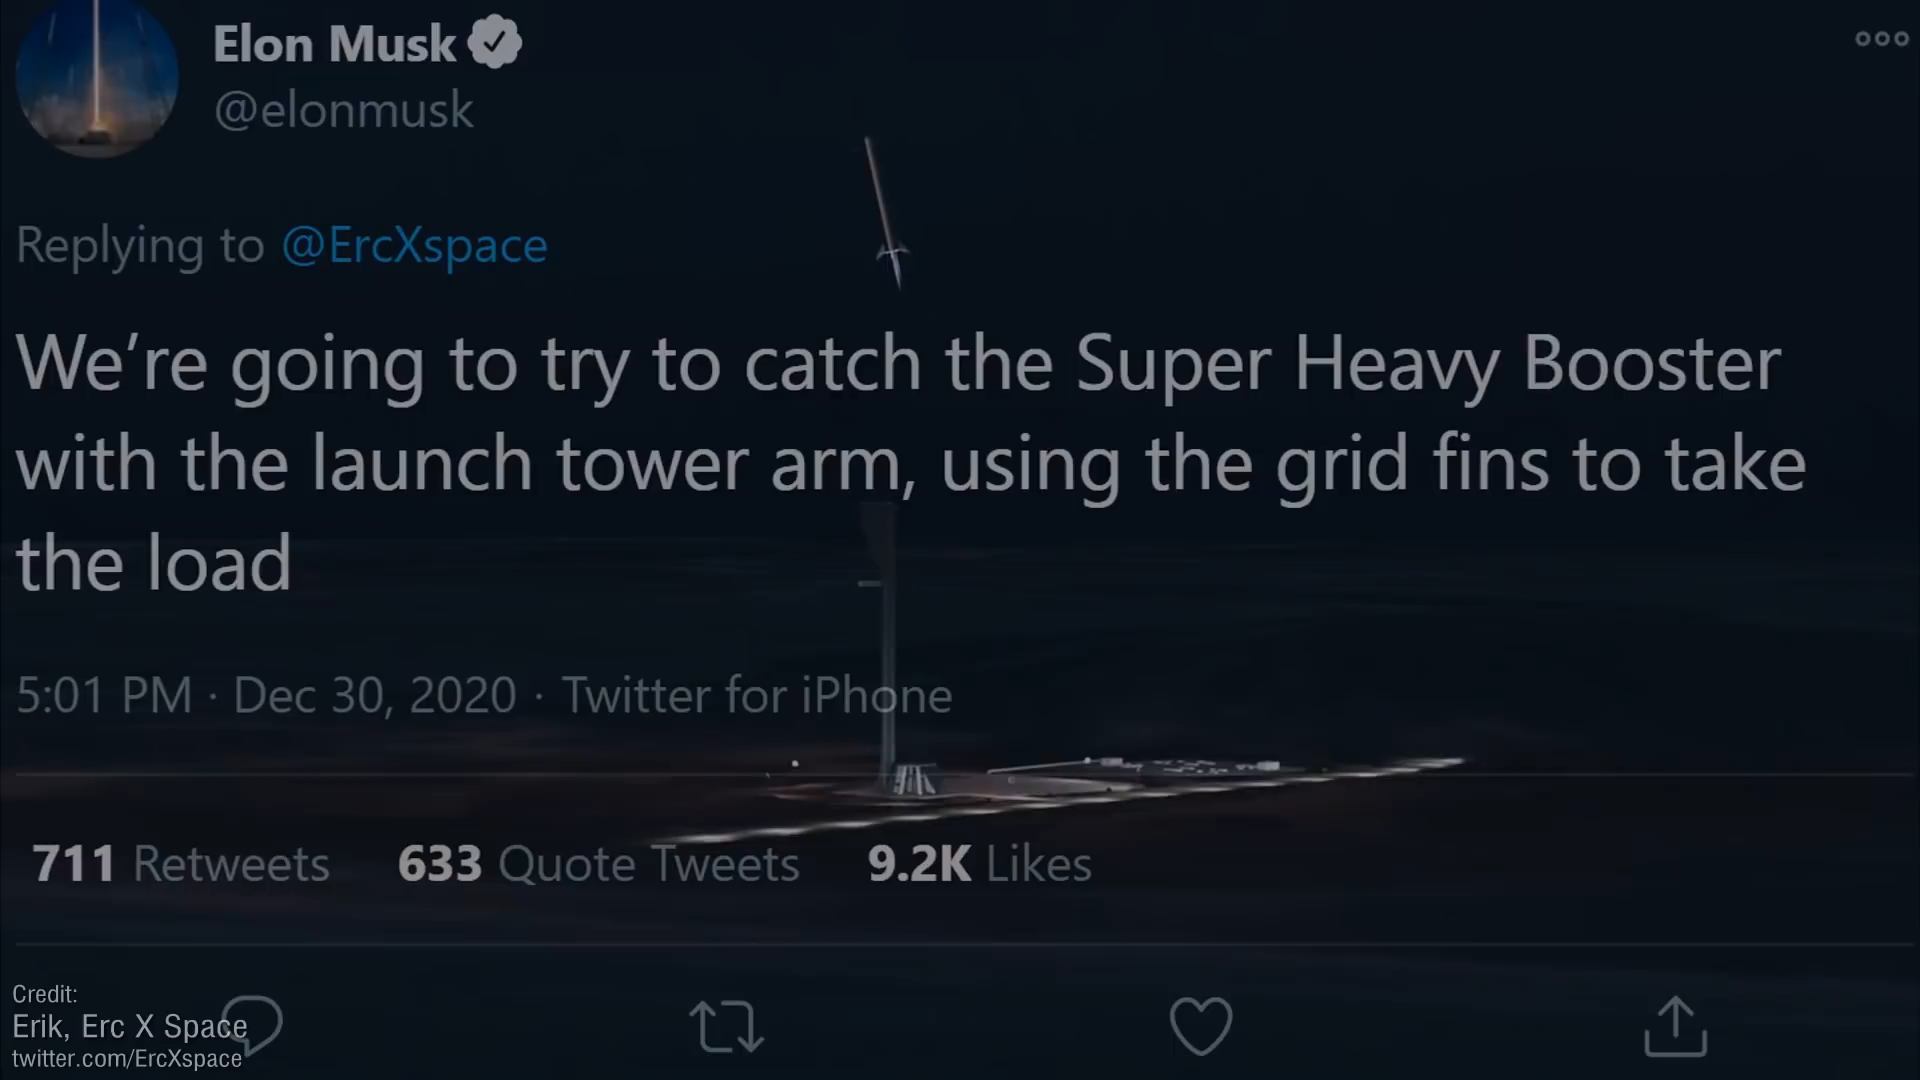 Elon Musk
@elonmusk
Replying to @ErcXspace
We’re going to try to catch the Super Heavy Booster
with the launch tower arm, using the grid fins to take
the load
5:01 PM · Dec 30, 2020 · Twitter for iPhone
711 Retweets 633 Quote Tweets 9.2K Likes
Credit:
Erik, Erc X Space
twitter.com/ErcXspace